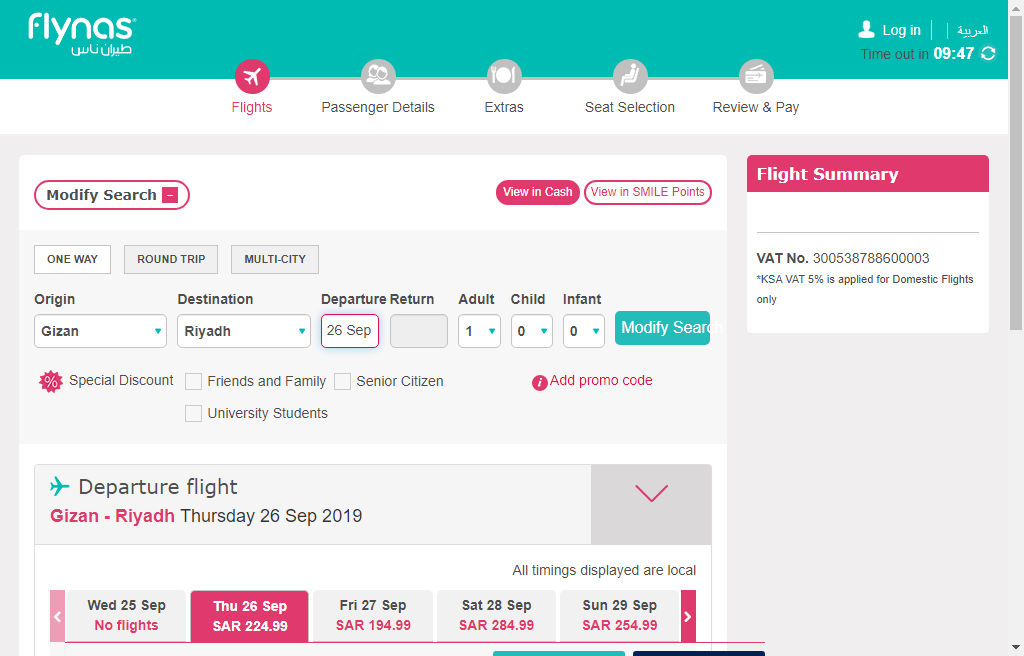 flynas
طيران ناس
Log in
العربية
Time out in 09:47
Flights
Passenger Details
Extras
Seat Selection
Review & Pay
Modify Search
View in Cash
View in SMILE Points
Flight Summary
VAT No. 300538788600003
*KSA VAT 5% is applied for Domestic Flights
only
ONE WAY
ROUND TRIP
MULTI-CITY
Origin
Destination
Departure
Return
Adult
Child
Infant
Gizan
Riyadh
26 Sep
1
0
0
Modify Search
Special Discount
Friends and Family
Senior Citizen
Add promo code
University Students
Departure flight
Gizan - Riyadh Thursday 26 Sep 2019
All timings displayed are local
Wed 25 Sep
No flights
Thu 26 Sep
SAR 224.99
Fri 27 Sep
SAR 194.99
Sat 28 Sep
SAR 284.99
Sun 29 Sep
SAR 254.99